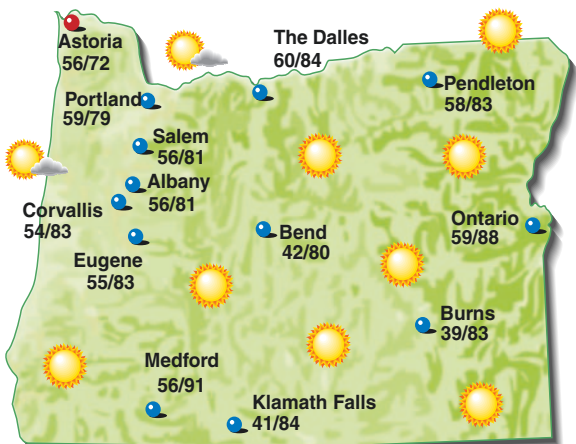 Astoria
56/72
The Dalles
60/84
Pendleton
58/83
Portland
59/79
Salem
56/81
Albany
56/81
Corvallis
54/83
Eugene
55/83
Bend
42/80
Ontario
59/88
Burns
39/83
Medford
56/91
Klamath Falls
41/84